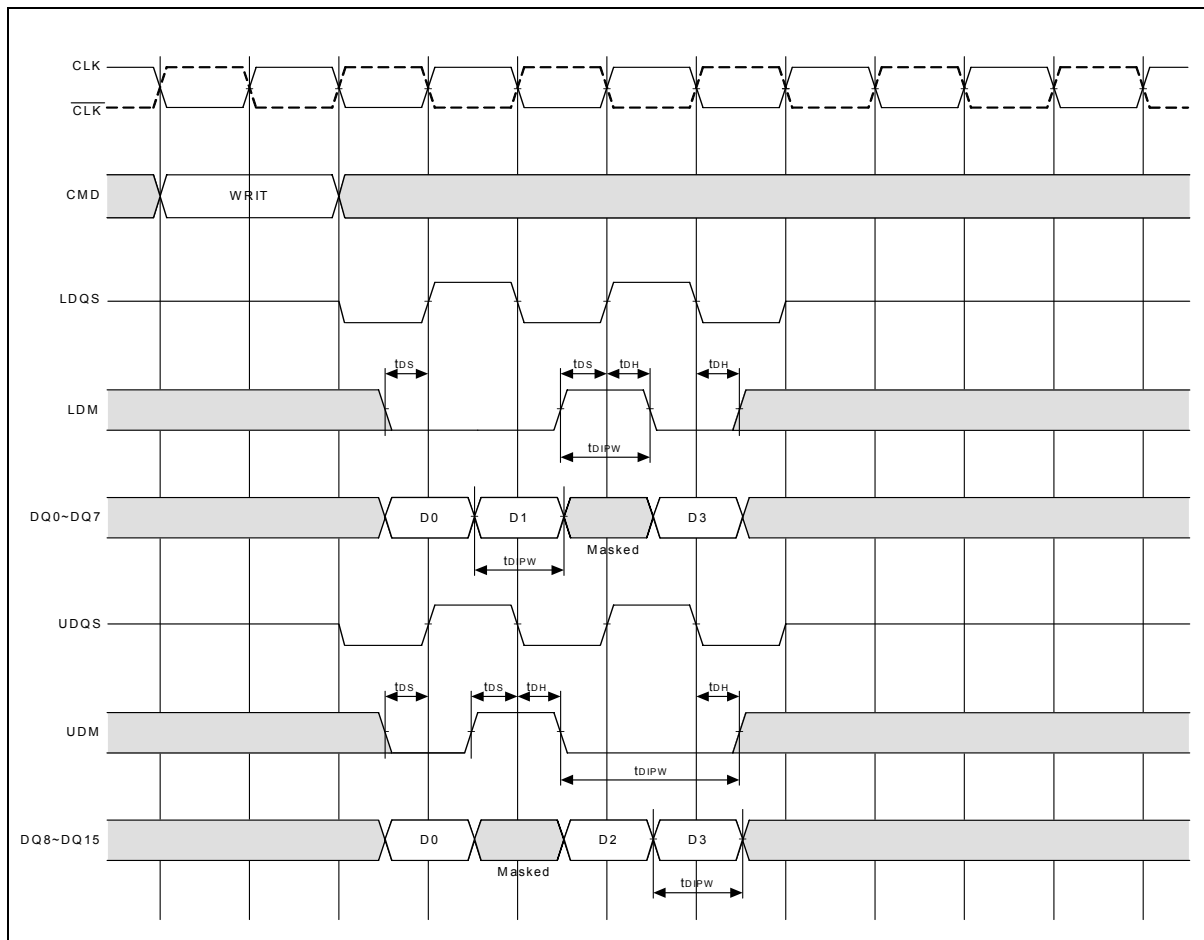 CLK
CLK
CMD
WRIT
LDQS
tDS
tDS
tDH
tDH
LDM
tDIPW
DQ0~DQ7
D0
D1
D3
Masked
tDIPW
UDQS
tDS
tDS
tDH
tDH
UDM
tDIPW
DQ8~DQ15
D0
D2
D3
Masked
tDIPW